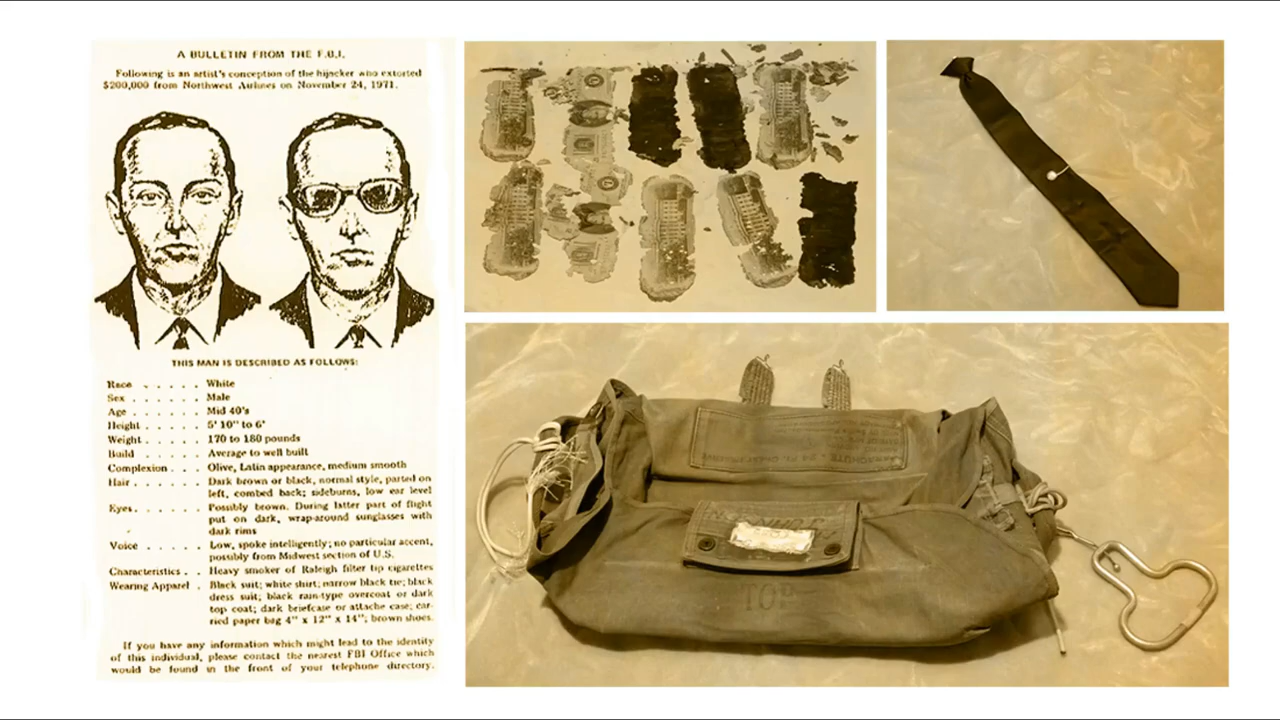 A BULLETIN FROM THE F.B.I.
Following is an artist's conception of the hijacker who extorted
$200,000 from Northwest Airlines on November 24, 1971.
THIS MAN IS DESCRIBED AS FOLLOWS:
Race . . . . . . White
Sex . . . . . . Male
Age . . . . . . Mid 40's
Height . . . . . 5' 10" to 6'
Weight . . . . . 170 to 180 pounds
Build . . . . . Average to well built
Complexion . . . Olive, Latin appearance, medium smooth
Hair . . . . . . Dark brown or black, normal style, parted on
left, combed back; sideburns, low ear level
Eyes . . . . . . Possibly brown. During latter part of flight
put on dark, wrap-around sunglasses with
dark rims
Voice . . . . . Low, spoke intelligently; no particular accent,
possibly from Midwest section of U.S.
Characteristics . . Heavy smoker of Raleigh filter tip cigarettes
Wearing Apparel . Black suit; white shirt; narrow black tie; black
dress suit; black rain-type overcoat or dark
top coat; dark briefcase or attache case; car-
ried paper bag 4" x 12" x 14"; brown shoes.
If you have any information which might lead to the identity
of this individual, please contact the nearest FBI Office which
would be found in the front of your telephone directory.